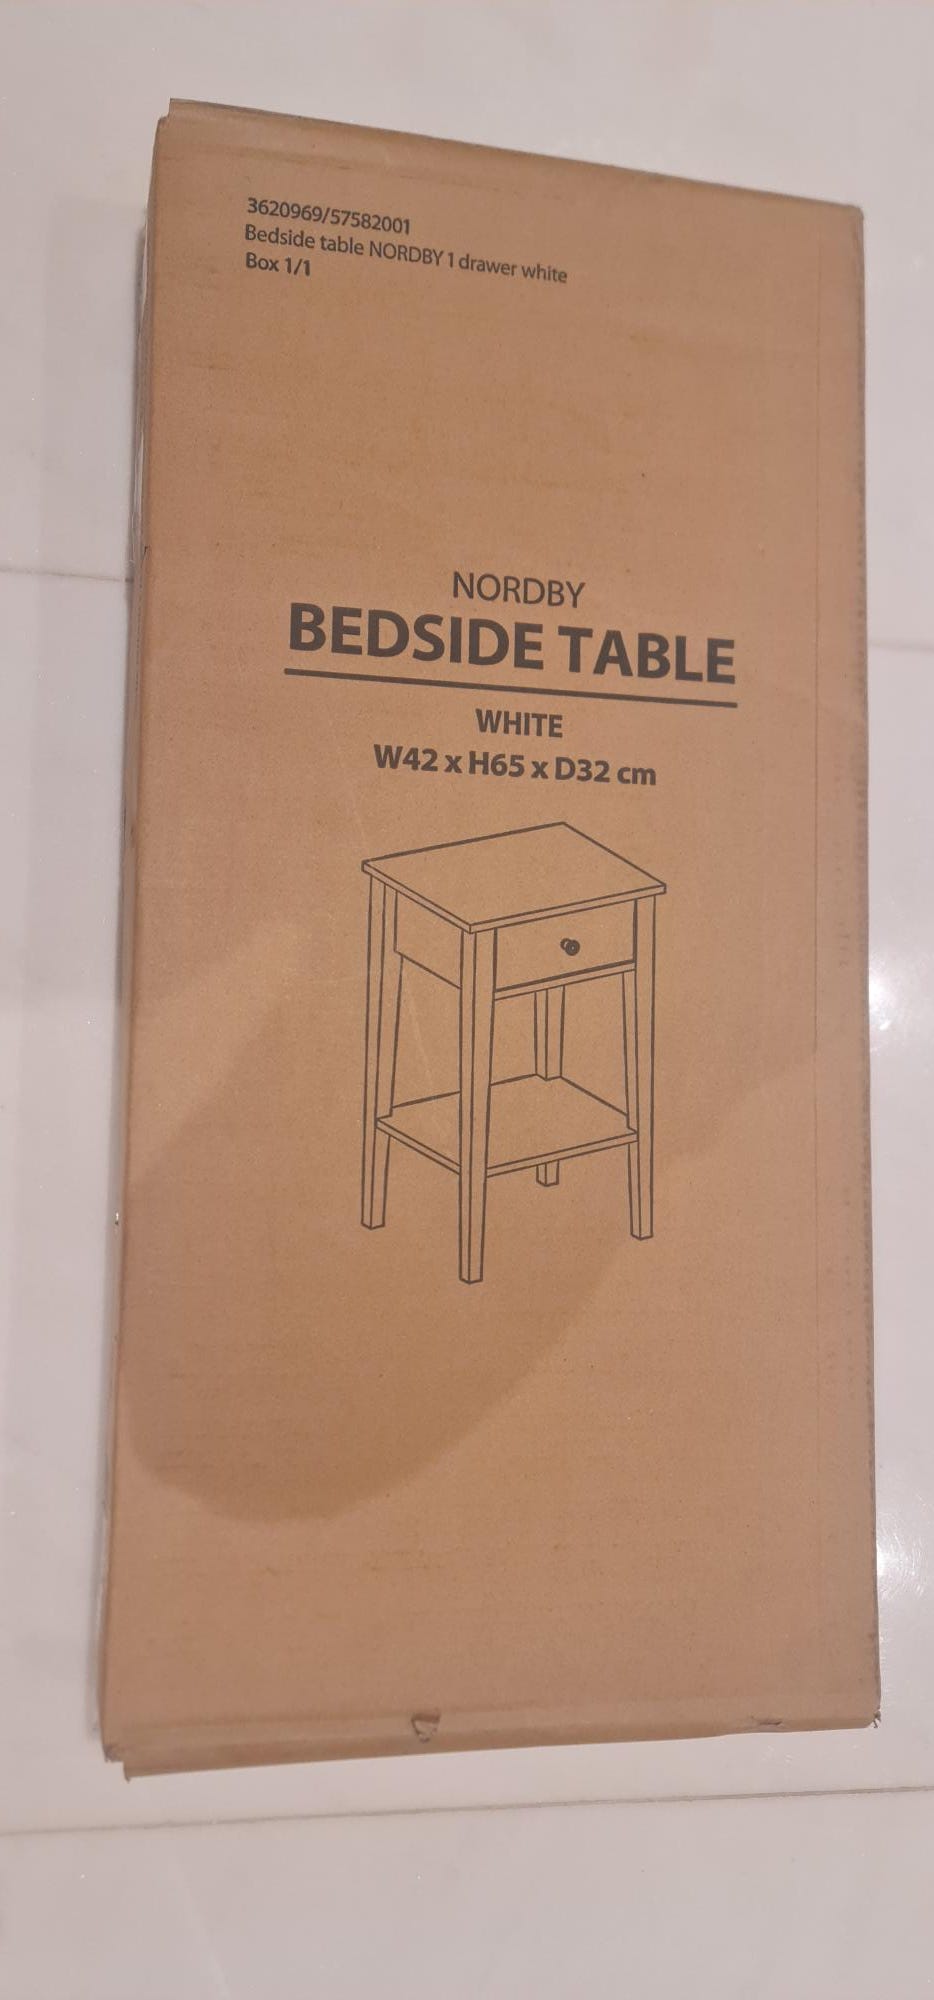 3620969/57582001
Bedside table NORDBY 1 drawer white
Box 1/1
NORDBY
BEDSIDE TABLE
WHITE
W42 x H65 x D32 cm